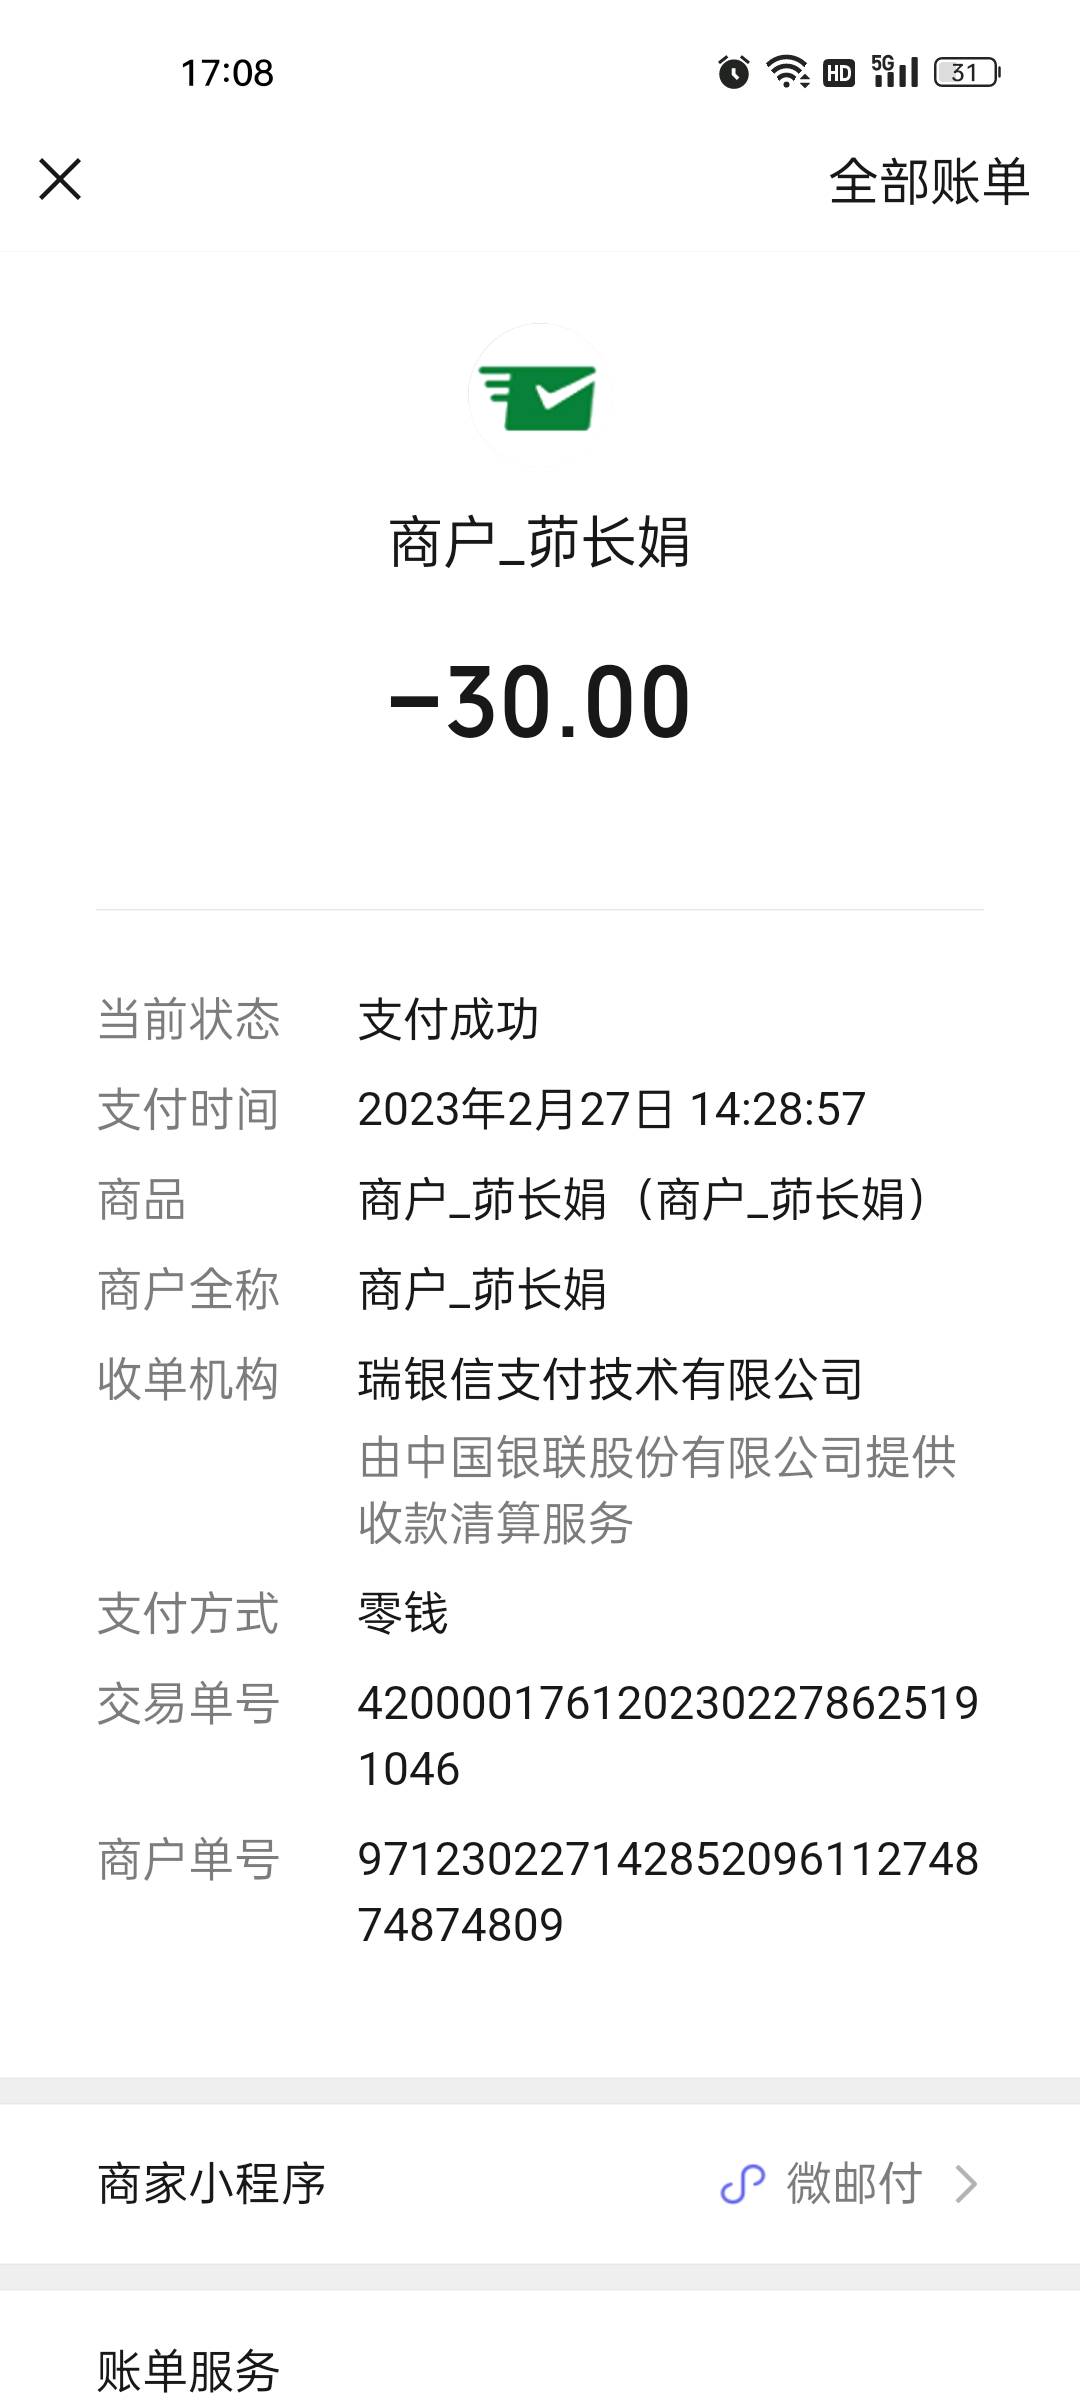 17:08
HD 5G 31
全部账单
商户_茆长娟
-30.00
当前状态 支付成功
支付时间 2023年2月27日 14:28:57
商品 商户_茆长娟（商户_茆长娟）
商户全称 商户_茆长娟
收单机构 瑞银信支付技术有限公司
由中国银联股份有限公司提供
收款清算服务
支付方式 零钱
交易单号 420000176120230227862519
1046
商户单号 971230227142852096112748
74874809
商家小程序 微邮付
账单服务